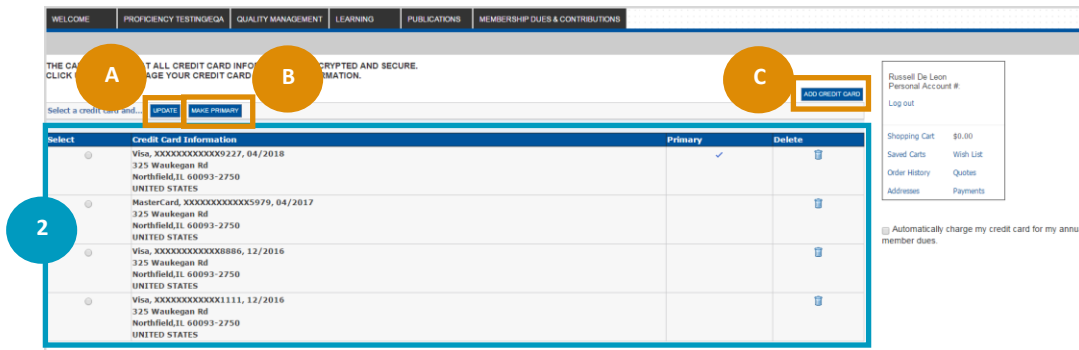 WELCOME PROFICIENCY TESTING/EQA QUALITY MANAGEMENT LEARNING PUBLICATIONS MEMBERSHIP DUES & CONTRIBUTIONS
THE T ALL CREDIT CARD AND SECURE.
CLICK YOUR CREDIT CARD
A
B
C
ADD CREDIT CARD
Select a credit card and... UPDATE MAKE PRIMARY
Select Credit Card Information Primary Delete
Visa, XXXXXXXXXXXX9227, 04/2018
325 Waukegan Rd
Northfield,IL 60093-2750
UNITED STATES
MasterCard, XXXXXXXXXXXX5979, 04/2017
325 Waukegan Rd
Northfield,IL 60093-2750
UNITED STATES
2
Visa, XXXXXXXXXXXX8886, 12/2016
325 Waukegan Rd
Northfield,IL 60093-2750
UNITED STATES
Visa, XXXXXXXXXXXX1111, 12/2016
325 Waukegan Rd
Northfield,IL 60093-2750
UNITED STATES
Russell De Leon
Personal Account #:
Log out
Shopping Cart $0.00
Saved Carts Wish List
Order History Quotes
Addresses Payments
Automatically charge my credit card for my annu
member dues.